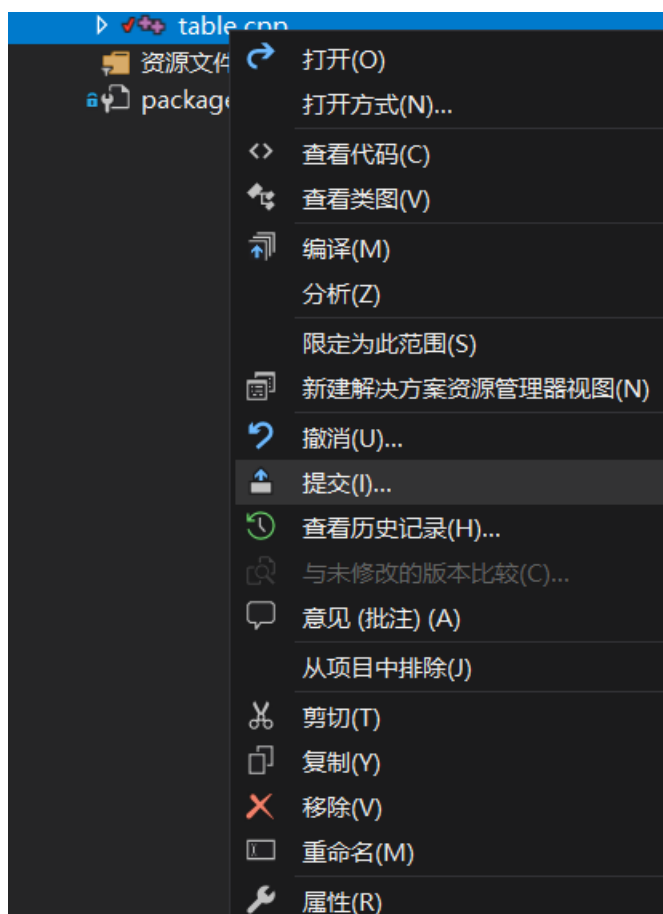 table.cpp
资源文件
打开(O)
package
打开方式(N)...
查看代码(C)
查看类图(V)
编译(M)
分析(Z)
限定为此范围(S)
新建解决方案资源管理器视图(N)
撤消(U)...
提交(I)...
查看历史记录(H)...
与未修改的版本比较(C)...
意见 (批注) (A)
从项目中排除(J)
剪切(T)
复制(Y)
移除(V)
重命名(M)
属性(R)